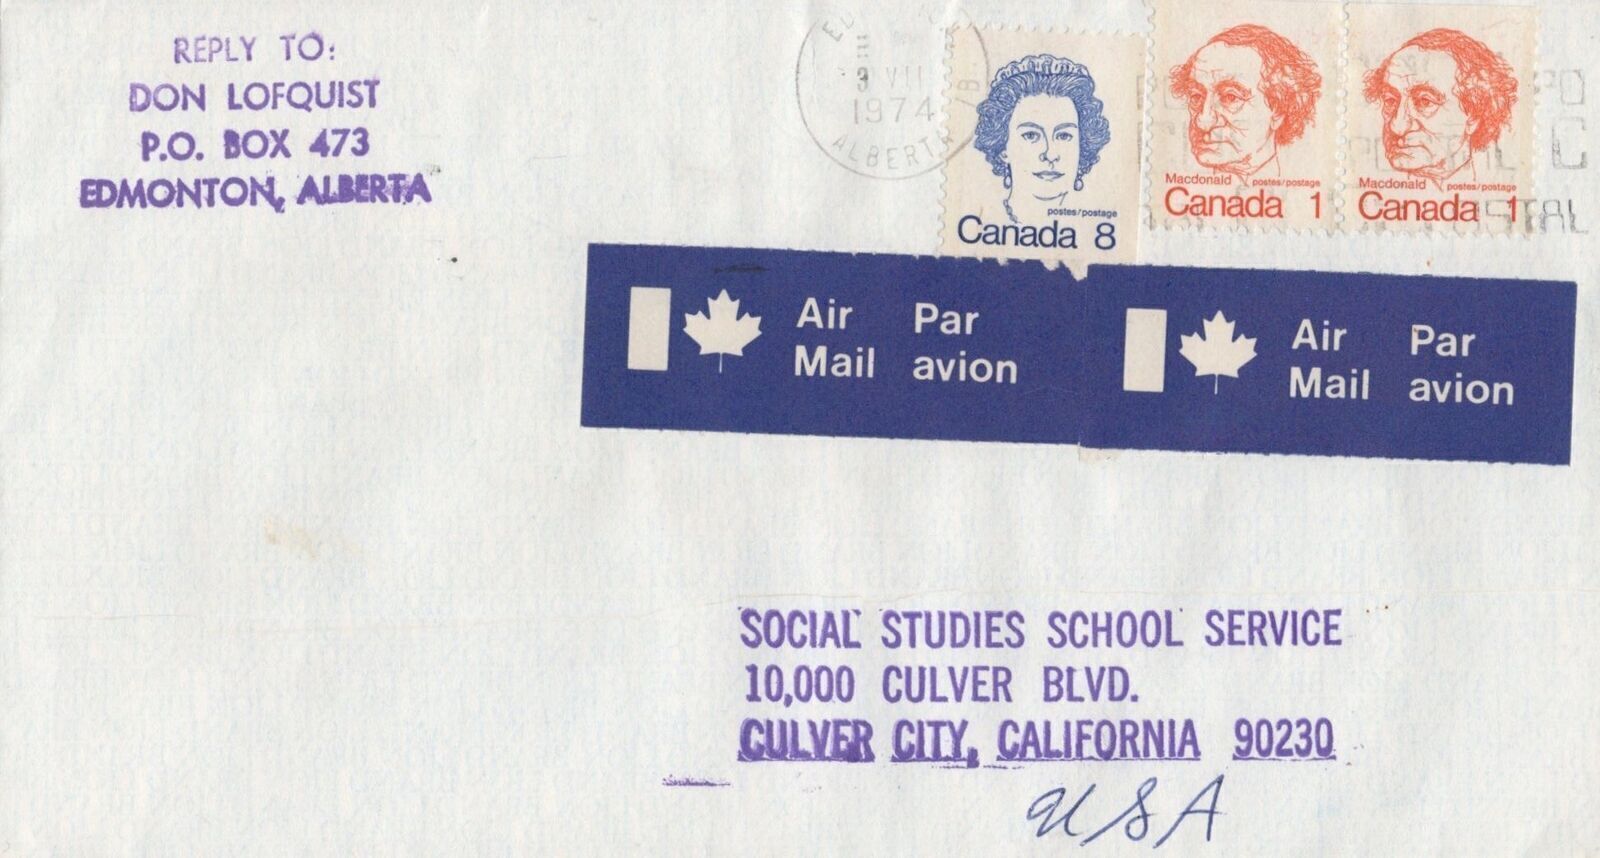 REPLY TO:
DON LOFQUIST
P.O. BOX 473
EDMONTON, ALBERTA
1974
ALBERTA
postes/postage
Canada 8
Macdonald postes/postage
Canada 1
Macdonald postes/postage
Canada 1
Air Mail
Par avion
Air Mail
Par avion
SOCIAL STUDIES SCHOOL SERVICE
10,000 CULVER BLVD.
CULVER CITY, CALIFORNIA 90230
USA